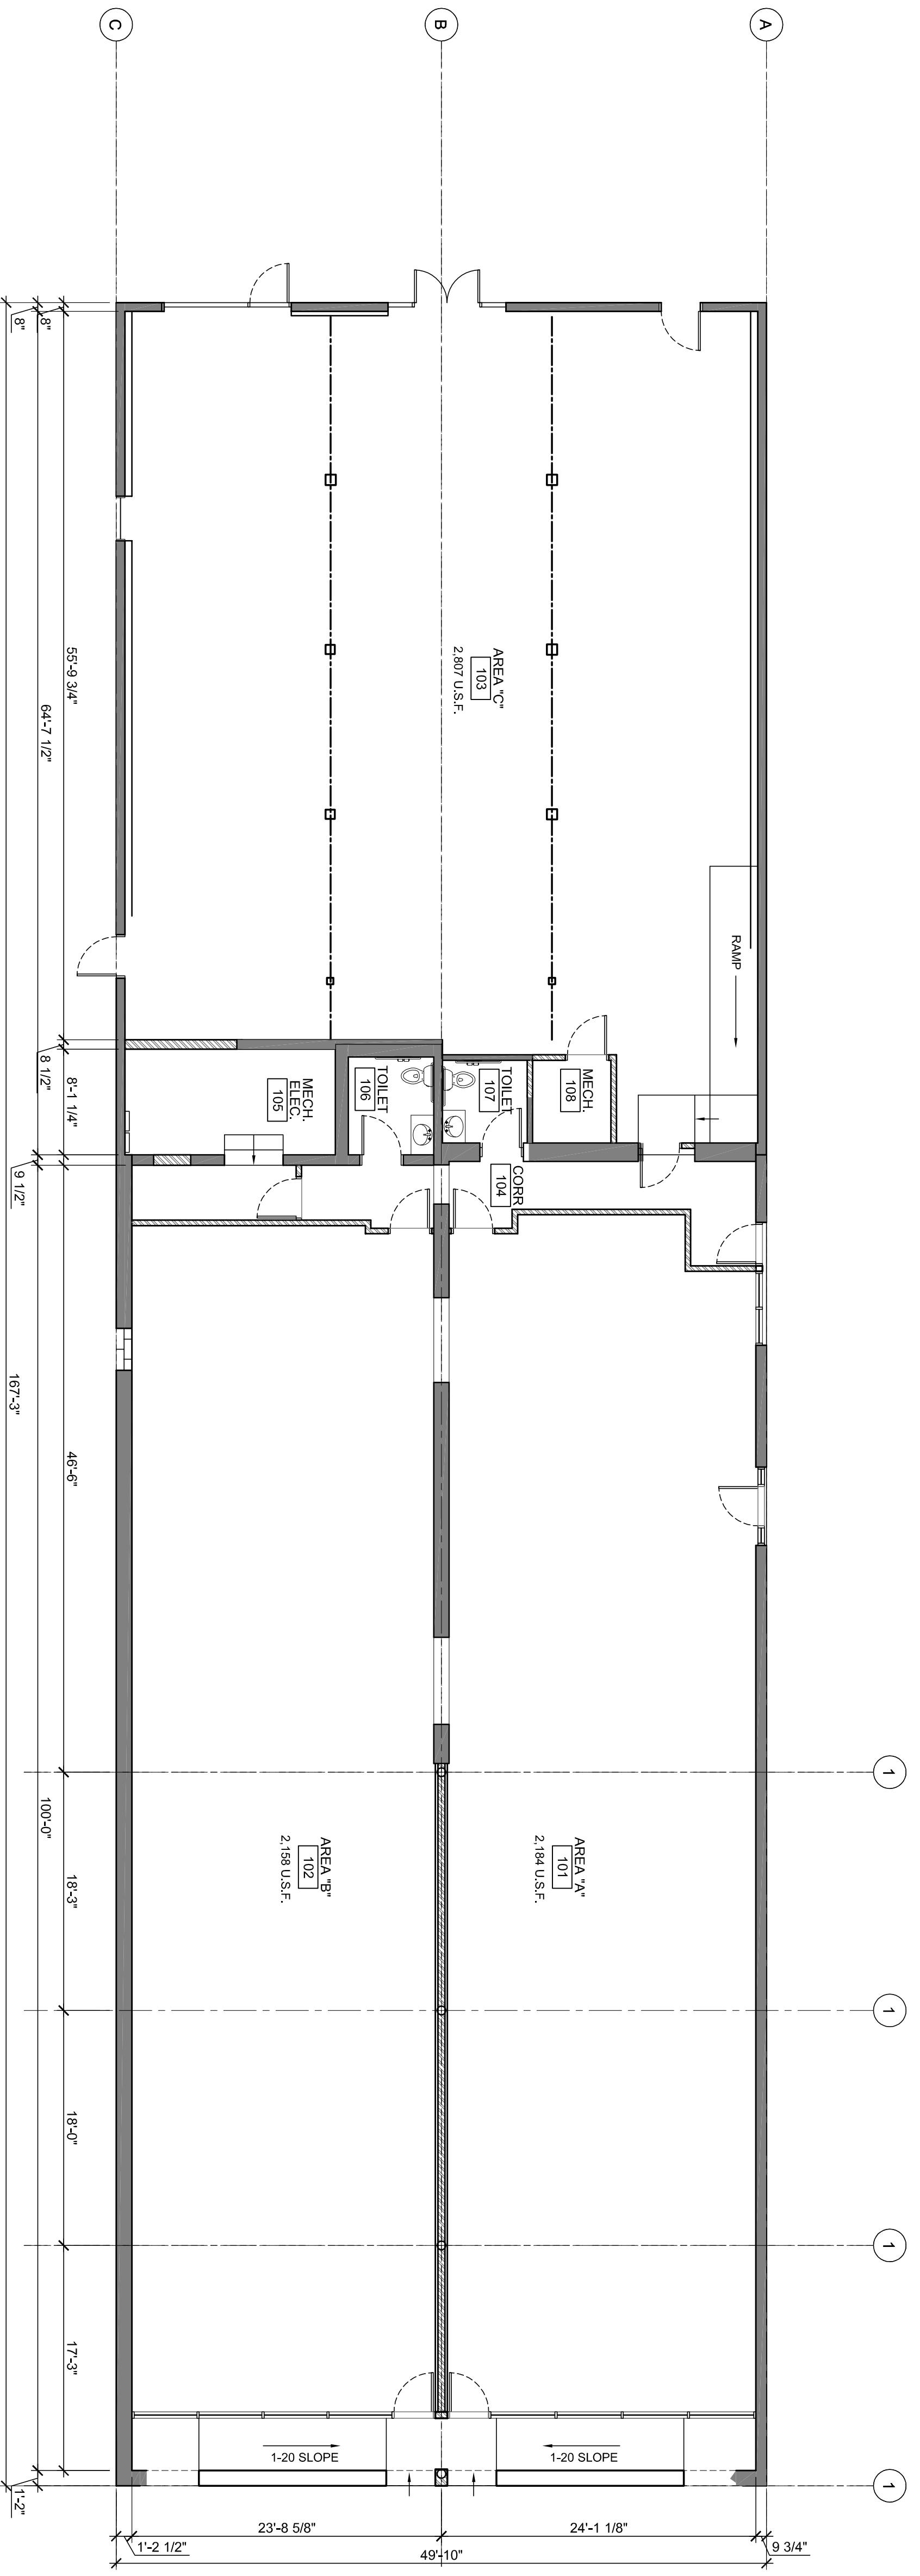 C
B
A
8"
8"
55'-9 3/4"
64'-7 1/2"
8 1/2"
8'-1 1/4"
9 1/2"
167'-3"
46'-6"
100'-0"
18'-3"
18'-0"
17'-3"
1'-2"
AREA "C"
103
2,807 U.S.F.
RAMP
MECH.
108
TOILET
107
TOILET
106
MECH.
ELEC.
105
CORR
104
AREA "A"
101
2,184 U.S.F.
AREA "B"
102
2,158 U.S.F.
1
1
1
1
1-20 SLOPE
1-20 SLOPE
23'-8 5/8"
24'-1 1/8"
1'-2 1/2"
9 3/4"
49'-10"